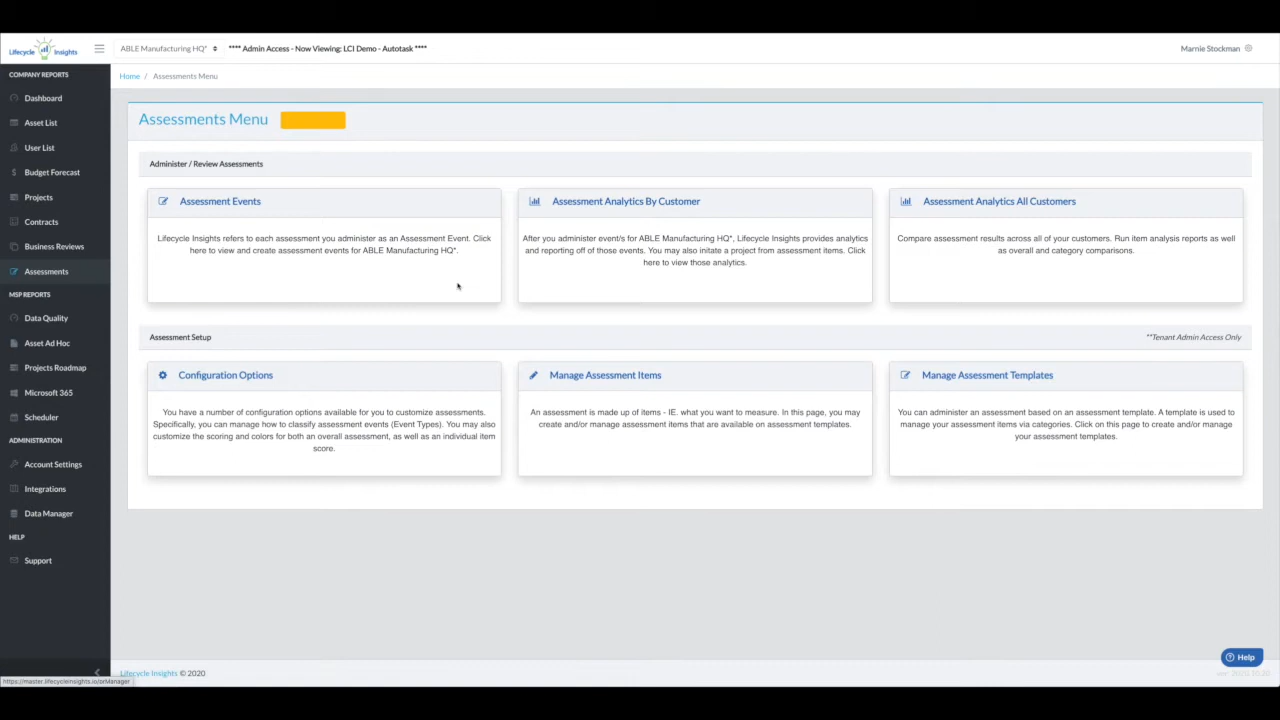 Lifecycle Insights
ABLE Manufacturing HQ*
**** Admin Access - Now Viewing: LCI Demo - Autotask ****
Marnie Stockman
COMPANY REPORTS
Dashboard
Asset List
User List
Budget Forecast
Projects
Contracts
Business Reviews
Assessments
MSP REPORTS
Data Quality
Asset Ad Hoc
Projects Roadmap
Microsoft 365
Scheduler
ADMINISTRATION
Account Settings
Integrations
Data Manager
HELP
Support
Home / Assessments Menu
Assessments Menu
Administer / Review Assessments
Assessment Events
Lifecycle Insights refers to each assessment you administer as an Assessment Event. Click
here to view and create assessment events for ABLE Manufacturing HQ*.
Assessment Analytics By Customer
After you administer event/s for ABLE Manufacturing HQ*, Lifecycle Insights provides analytics
and reporting off of those events. You may also initate a project from assessment items. Click
here to view those analytics.
Assessment Analytics All Customers
Compare assessment results across all of your customers. Run item analysis reports as well
as overall and category comparisons.
Assessment Setup
**Tenant Admin Access Only
Configuration Options
You have a number of configuration options available for you to customize assessments.
Specifically, you can manage how to classify assessment events (Event Types). You may also
customize the scoring and colors for both an overall assessment, as well as an individual item
score.
Manage Assessment Items
An assessment is made up of items - IE. what you want to measure. In this page, you may
create and/or manage assessment items that are available on assessment templates.
Manage Assessment Templates
You can administer an assessment based on an assessment template. A template is used to
manage your assessment items via categories. Click on this page to create and/or manage
your assessment templates.
Help
Lifecycle Insights © 2020
https://master.lifecycleinsights.io/prManager